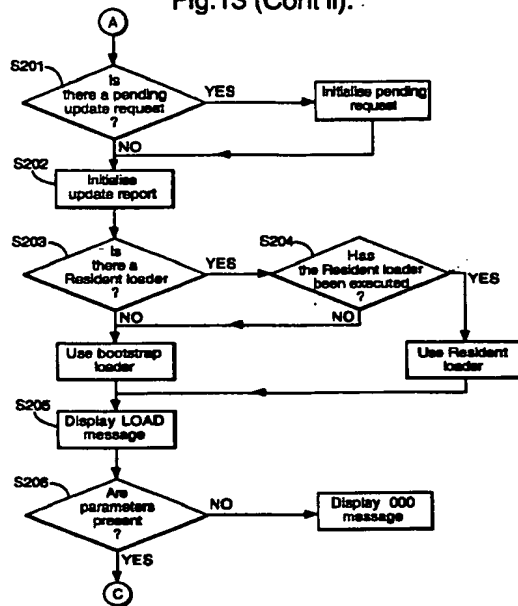 Fig.13 (Cont ii).
A
S201
Is
there a pending
update request
?
YES
Initialise pending
request
NO
S202
Initialise
update report
S203
Is
there a
Resident loader
?
YES
S204
Has
the Resident loader
been executed
?
YES
NO
NO
Use bootstrap
loader
Use Resident
loader
S205
Display LOAD
message
S206
Are
parameters
present
?
NO
Display 000
message
YES
C